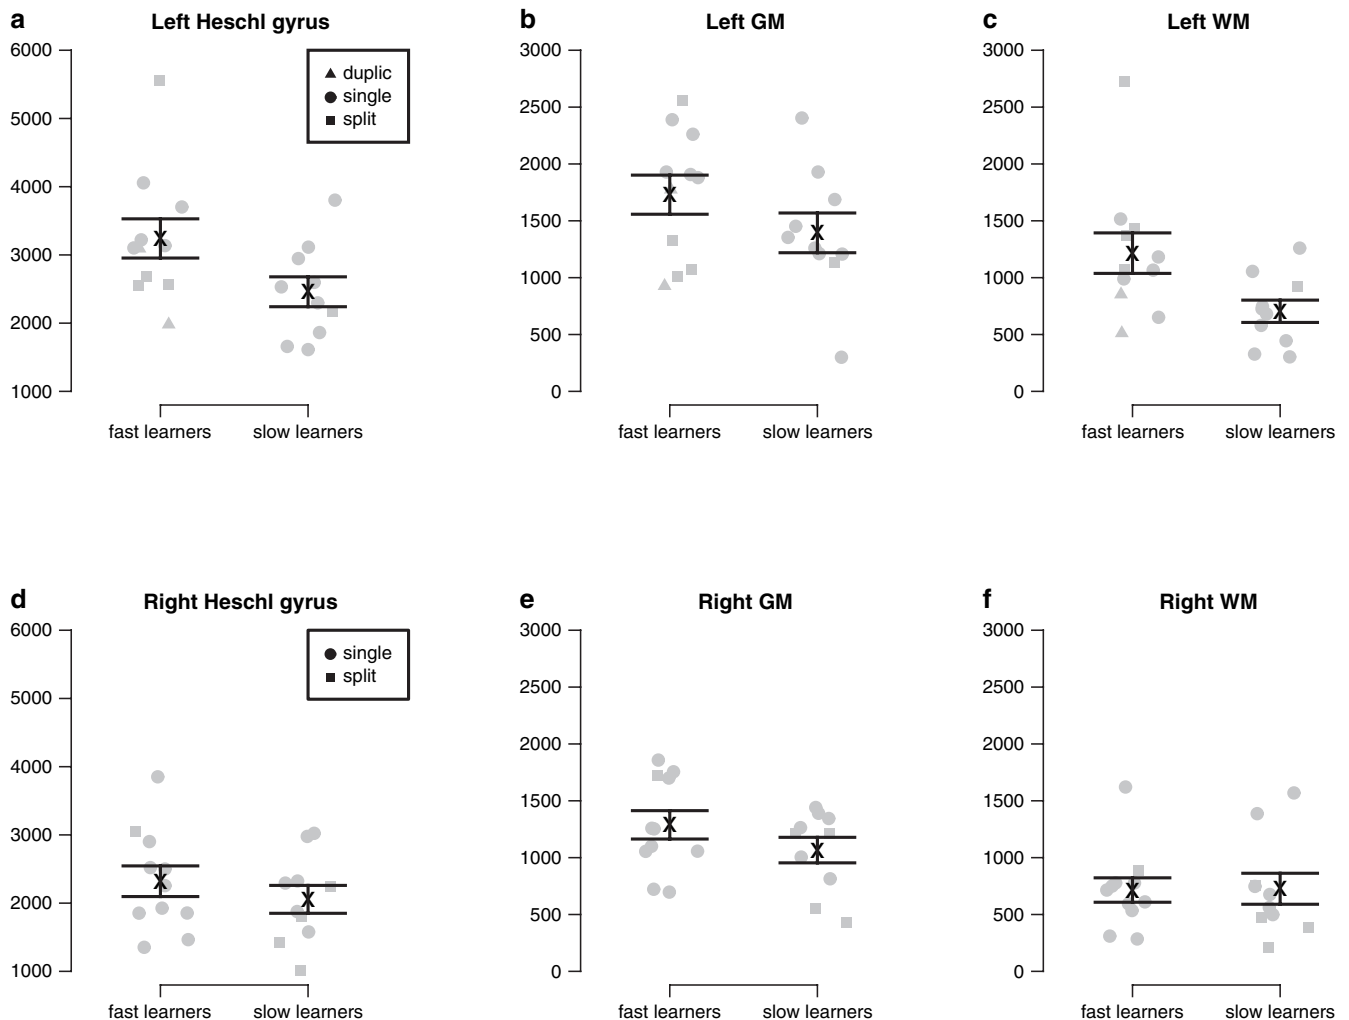 a Left Heschl gyrus
6000
5000
4000
3000
2000
1000
duplic
single
split
fast learners slow learners
b Left GM
3000
2500
2000
1500
1000
500
0
X X
fast learners slow learners
c Left WM
3000
2500
2000
1500
1000
500
0
X X
fast learners slow learners
d Right Heschl gyrus
6000
5000
4000
3000
2000
1000
single
split
X X
fast learners slow learners
e Right GM
3000
2500
2000
1500
1000
500
0
X X
fast learners slow learners
f Right WM
3000
2500
2000
1500
1000
500
0
X X
fast learners slow learners